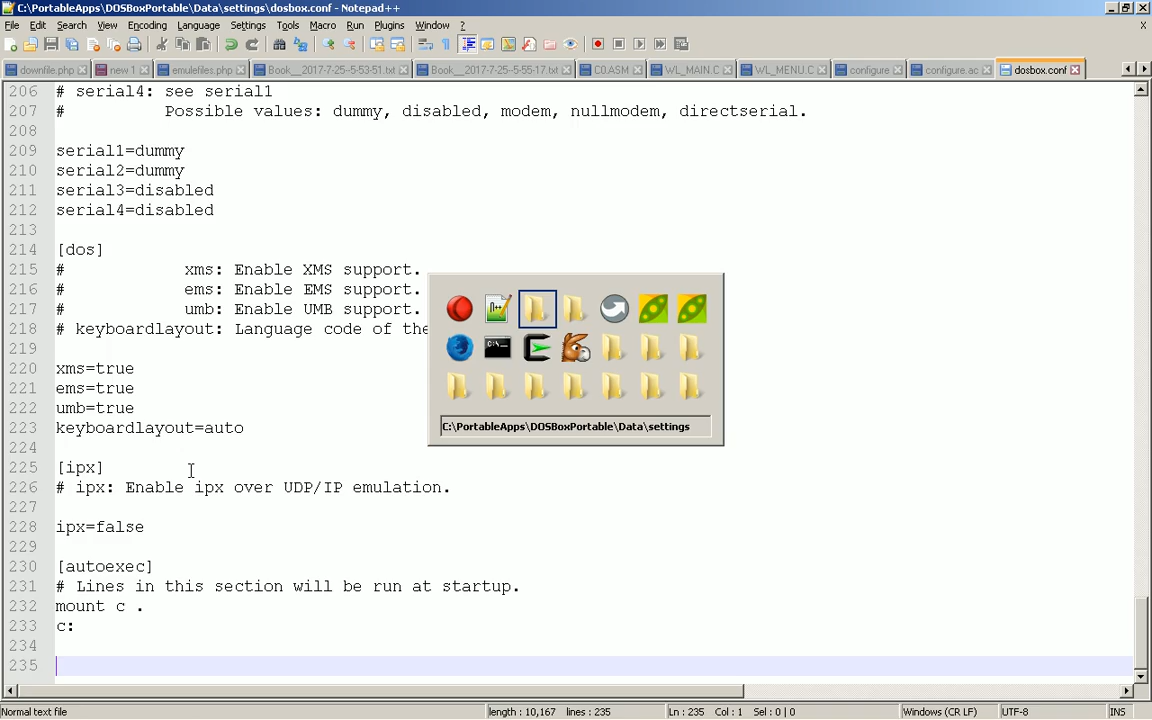 C:\PortableApps\DOSBoxPortable\Data\settings\dosbox.conf - Notepad++
File Edit Search View Encoding Language Settings Tools Macro Run Plugins Window ?
X
downfile.php new 1 emulefiles.php Book__2017-7-25--5-53-51.txt Book__2017-7-25--5-55-17.txt C0.ASM WL_MAIN.C WL_MENU.C configure configure.ac dosbox.conf
206 # serial4: see serial1
207 # Possible values: dummy, disabled, modem, nullmodem, directserial.
208
209 serial1=dummy
210 serial2=dummy
211 serial3=disabled
212 serial4=disabled
213
214 [dos]
215 # xms: Enable XMS support.
216 # ems: Enable EMS support.
217 # umb: Enable UMB support.
218 # keyboardlayout: Language code of the
219
220 xms=true
221 ems=true
222 umb=true
223 keyboardlayout=auto
224
225 [ipx]
226 # ipx: Enable ipx over UDP/IP emulation.
227
228 ipx=false
229
230 [autoexec]
231 # Lines in this section will be run at startup.
232 mount c .
233 c:
234
235
C:\PortableApps\DOSBoxPortable\Data\settings
Normal text file length : 10,167 lines : 235 Ln : 235 Col : 1 Sel : 0 | 0 Windows (CR LF) UTF-8 INS